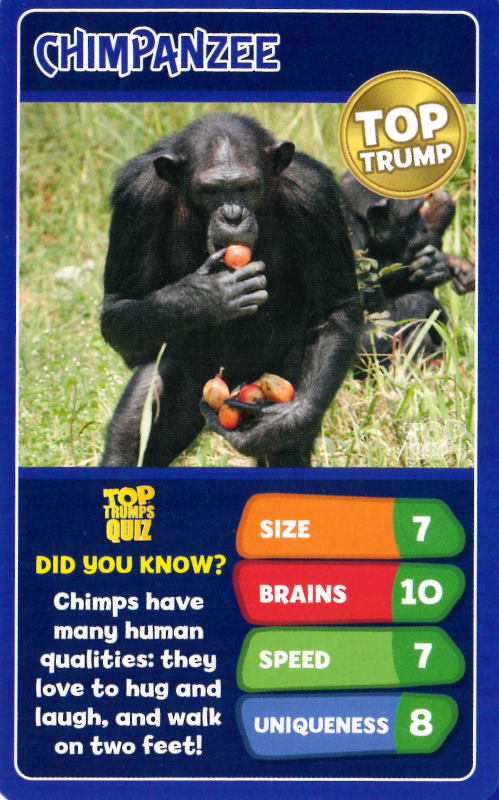 CHIMPANZEE
TOP
TRUMP
TOP
TRUMPS
QUIZ
DID YOU KNOW?
Chimps have
many human
qualities: they
love to hug and
laugh, and walk
on two feet!
SIZE 7
BRAINS 10
SPEED 7
UNIQUENESS 8